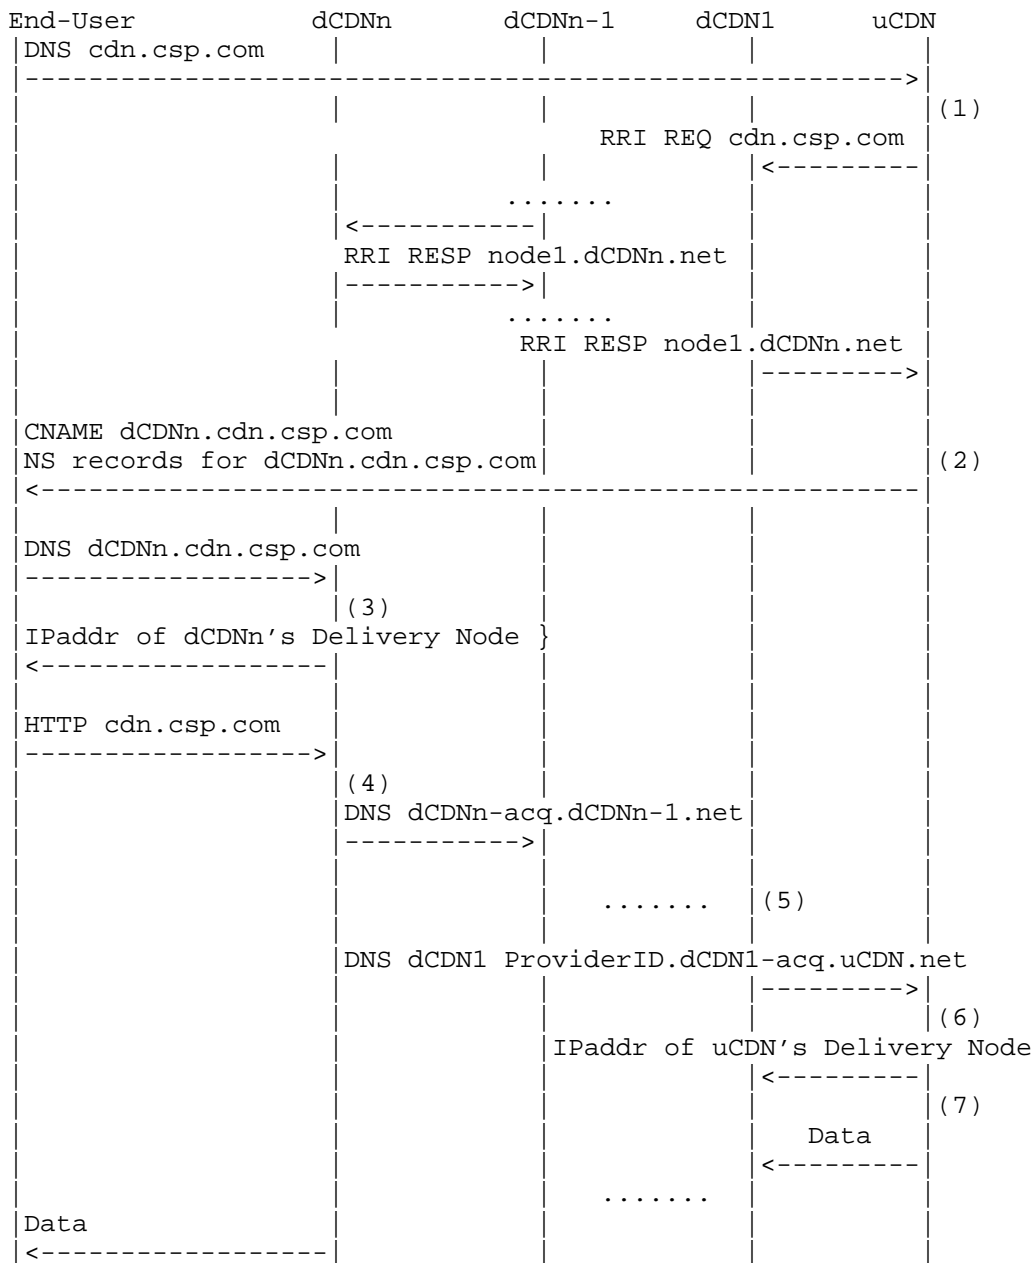 End-User dCDNn dCDNn-1 dCDN1 uCDN
DNS cdn.csp.com
(1)
RRI REQ cdn.csp.com
.......
RRI RESP node1.dCDNn.net
.......
RRI RESP node1.dCDNn.net
CNAME dCDNn.cdn.csp.com
NS records for dCDNn.cdn.csp.com (2)
DNS dCDNn.cdn.csp.com
(3)
IPaddr of dCDNn's Delivery Node }
HTTP cdn.csp.com
(4)
DNS dCDNn-acq.dCDNn-1.net
....... (5)
DNS dCDN1 ProviderID.dCDN1-acq.uCDN.net
(6)
IPaddr of uCDN's Delivery Node
(7)
Data
.......
Data